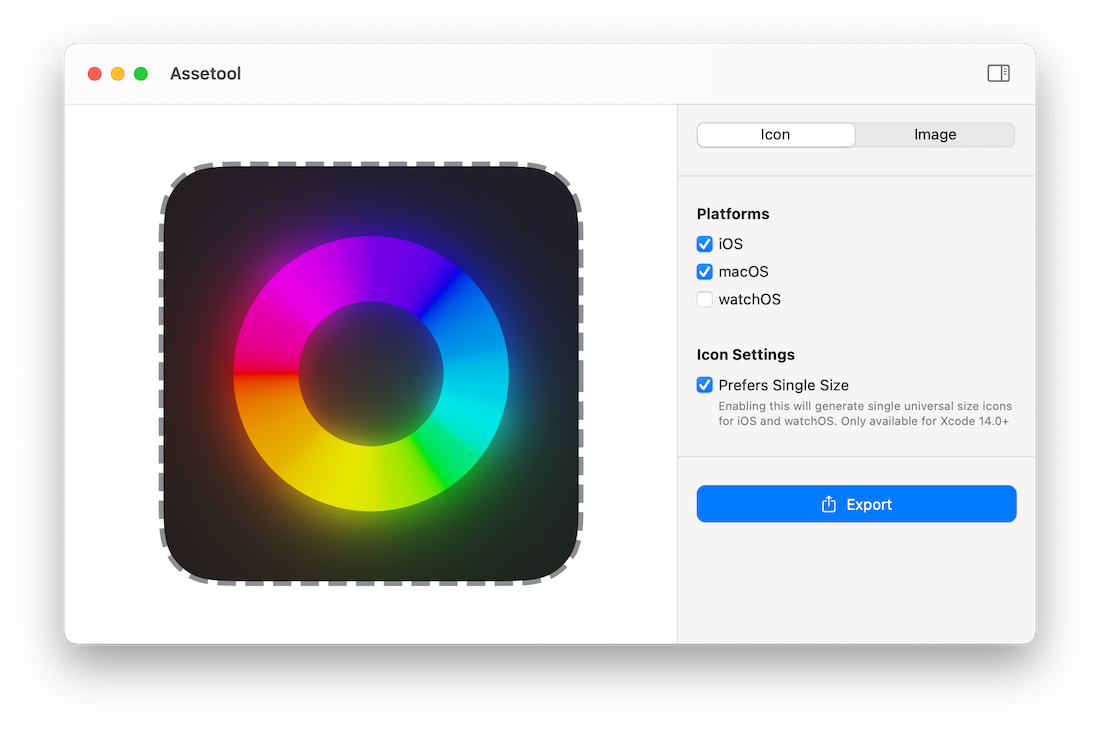 Assetool
Icon
Image
Platforms
iOS
macOS
watchOS
Icon Settings
Prefers Single Size
Enabling this will generate single universal size icons
for iOS and watchOS. Only available for Xcode 14.0+
Export